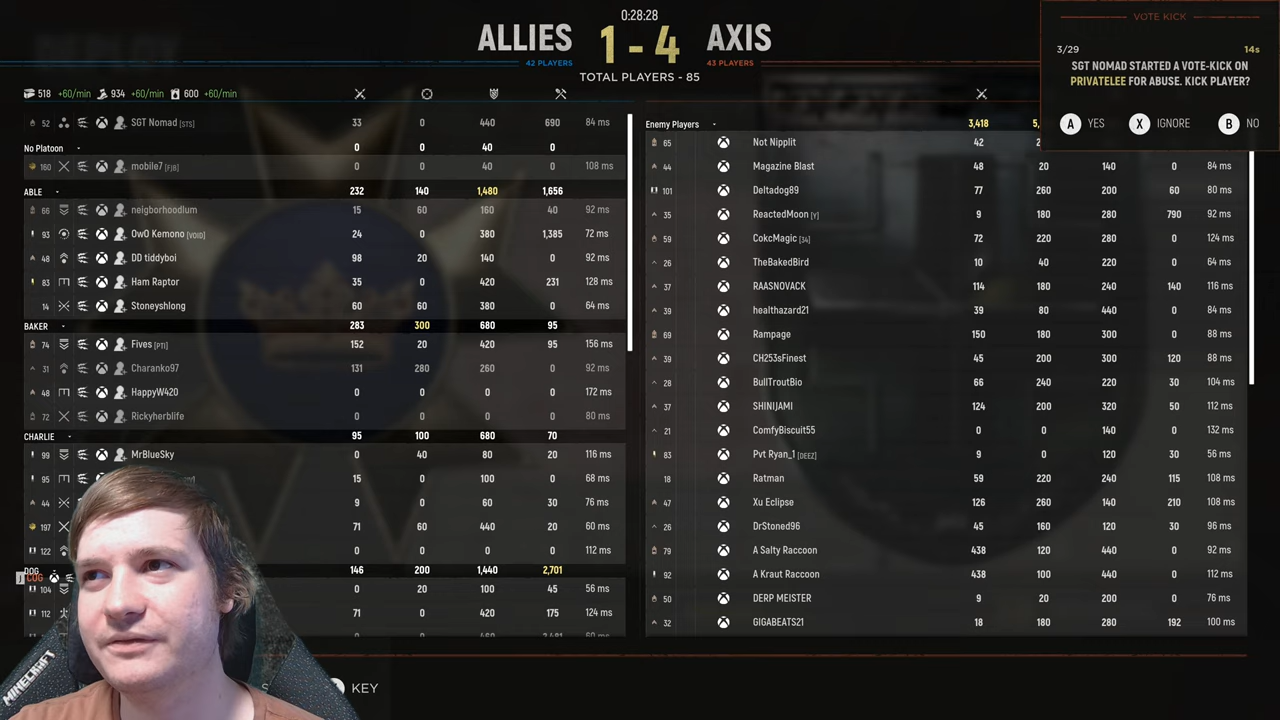 0:28:28
ALLIES 1 - 4 AXIS
42 PLAYERS 43 PLAYERS
TOTAL PLAYERS - 85
VOTE KICK
3/29 14s
SGT NOMAD STARTED A VOTE-KICK ON
PRIVATELEE FOR ABUSE. KICK PLAYER?
A YES X IGNORE B NO
518 +60/min 934 +60/min 600 +60/min
52 SGT Nomad [STS] 33 0 440 690 84 ms
No Platoon - 0 0 40 0
160 mobile7 [FJB] 0 0 40 0 108 ms
ABLE 232 140 1,480 1,656
66 neigborhoodlum 15 60 160 40 92 ms
93 OwO Kemono [VOID] 24 0 380 1,385 72 ms
48 DD tiddyboi 98 20 140 0 92 ms
83 Ham Raptor 35 0 420 231 128 ms
14 Stoneyshlong 60 60 380 0 64 ms
BAKER 283 300 680 95
74 Fives [PTI] 152 20 420 95 156 ms
31 Charanko97 131 280 260 0 92 ms
48 HappyW420 0 0 0 0 172 ms
72 Rickyherblife 0 0 0 0 80 ms
CHARLIE 95 100 680 70
99 MrBlueSky 0 40 80 20 116 ms
95 15 0 100 0 68 ms
44 9 0 60 30 76 ms
197 71 60 440 20 60 ms
122 0 0 0 0 112 ms
DOG 146 200 1,440 2,701
104 0 20 100 45 56 ms
112 71 0 420 175 124 ms
Enemy Players - 3,418 5,
65 Not Nipplit 42
44 Magazine Blast 48 20 140 0 84 ms
101 Deltadog89 77 260 200 60 80 ms
35 ReactedMoon [Y] 9 180 280 790 92 ms
59 CokcMagic [34] 72 220 280 0 124 ms
26 TheBakedBird 10 40 220 0 64 ms
37 RAASNOVACK 114 180 240 140 116 ms
39 healthazard21 39 80 440 0 84 ms
69 Rampage 150 180 300 0 88 ms
39 CH253sFinest 45 200 300 120 88 ms
28 BullTroutBio 66 240 220 30 104 ms
37 SHINIJAMI 124 200 320 50 112 ms
21 ComfyBiscuit55 0 0 140 0 132 ms
83 Pvt Ryan_1 [DEEZ] 9 0 120 30 56 ms
18 Ratman 59 220 240 115 108 ms
47 Xu Eclipse 126 260 140 210 108 ms
26 DrStoned96 45 160 120 30 96 ms
79 A Salty Raccoon 438 120 440 0 92 ms
92 A Kraut Raccoon 438 100 440 0 112 ms
50 DERP MEISTER 9 20 200 0 76 ms
32 GIGABEATS21 18 180 280 192 100 ms
MINECRAFT
KEY